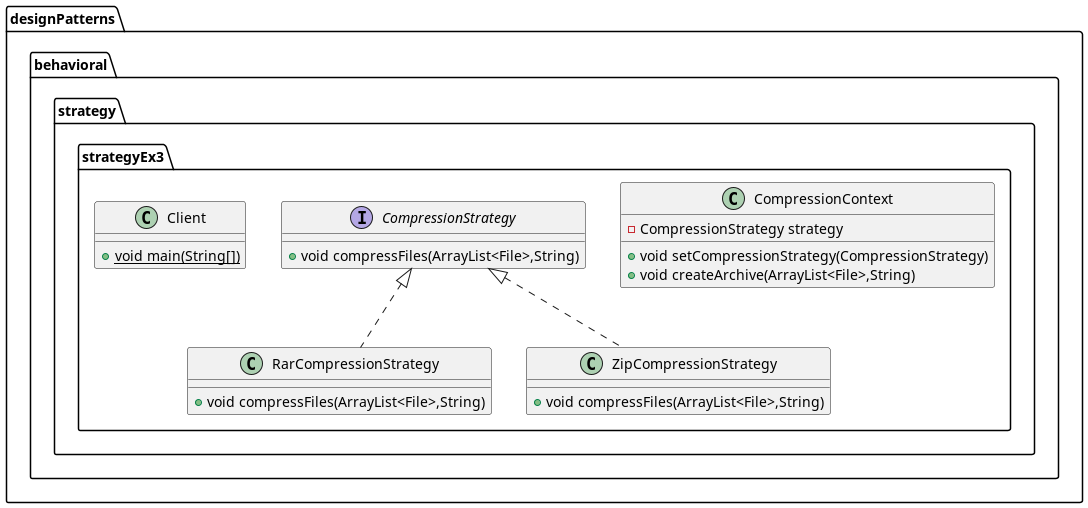 designPatterns
behavioral
strategy
strategyEx3
C Client
void main(String[])
I CompressionStrategy
void compressFiles(ArrayList<File>,String)
C CompressionContext
CompressionStrategy strategy
void setCompressionStrategy(CompressionStrategy)
void createArchive(ArrayList<File>,String)
C RarCompressionStrategy
void compressFiles(ArrayList<File>,String)
C ZipCompressionStrategy
void compressFiles(ArrayList<File>,String)